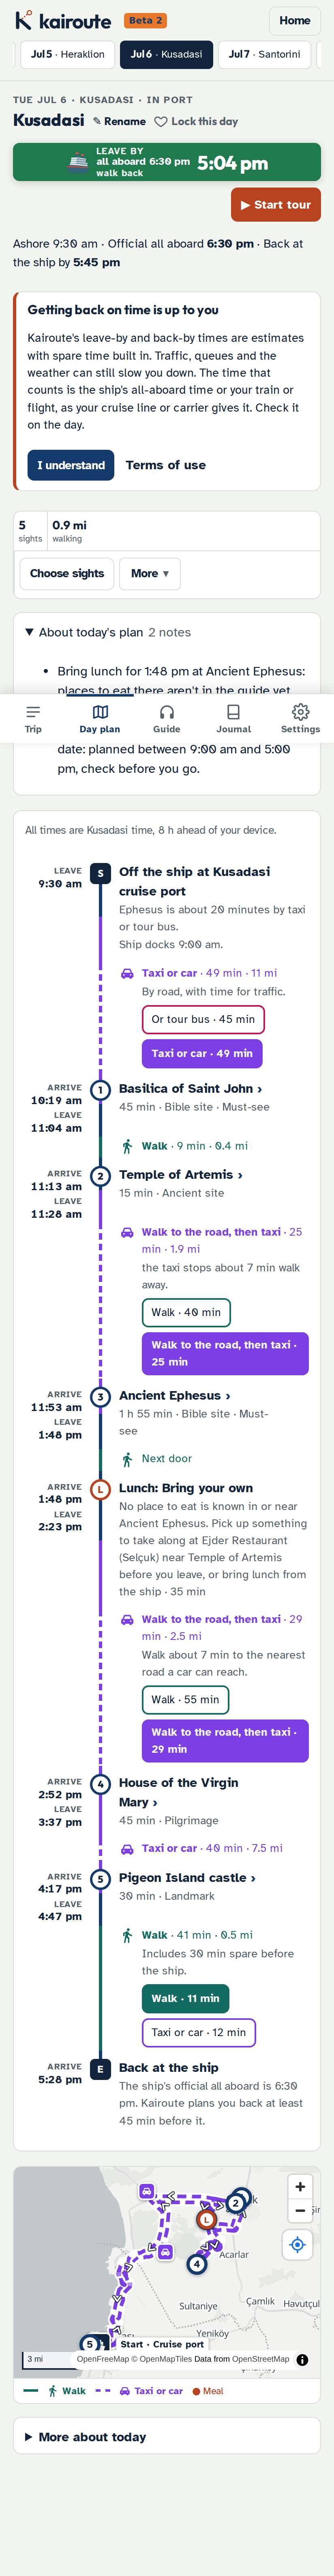 kairoute
Beta 2
Home
Jul 5 · Heraklion
Jul 6 · Kusadasi
Jul 7 · Santorini
TUE JUL 6 · KUSADASI · IN PORT
Kusadasi
✎ Rename
Lock this day
LEAVE BY
all aboard 6:30 pm
walk back
5:04 pm
▶ Start tour
Ashore 9:30 am · Official all aboard 6:30 pm · Back at
the ship by 5:45 pm
Getting back on time is up to you
Kairoute's leave-by and back-by times are estimates
with spare time built in. Traffic, queues and the
weather can still slow you down. The time that
counts is the ship's all-aboard time or your train or
flight, as your cruise line or carrier gives it. Check it
on the day.
I understand
Terms of use
5
sights
0.9 mi
walking
Choose sights
More ▾
▼ About today's plan 2 notes
• Bring lunch for 1:48 pm at Ancient Ephesus:
places to eat there aren't in the guide yet
Trip
Day plan
Guide
Journal
Settings
date: planned between 9:00 am and 5:00
pm, check before you go.
All times are Kusadasi time, 8 h ahead of your device.
LEAVE
9:30 am
S
Off the ship at Kusadasi
cruise port
Ephesus is about 20 minutes by taxi
or tour bus.
Ship docks 9:00 am.
Taxi or car · 49 min · 11 mi
By road, with time for traffic.
Or tour bus · 45 min
Taxi or car · 49 min
ARRIVE
10:19 am
LEAVE
11:04 am
1
Basilica of Saint John ›
45 min · Bible site · Must-see
Walk · 9 min · 0.4 mi
ARRIVE
11:13 am
LEAVE
11:28 am
2
Temple of Artemis ›
15 min · Ancient site
Walk to the road, then taxi · 25
min · 1.9 mi
the taxi stops about 7 min walk
away.
Walk · 40 min
Walk to the road, then taxi ·
25 min
ARRIVE
11:53 am
LEAVE
1:48 pm
3
Ancient Ephesus ›
1 h 55 min · Bible site · Must-
see
Next door
ARRIVE
1:48 pm
LEAVE
2:23 pm
L
Lunch: Bring your own
No place to eat is known in or near
Ancient Ephesus. Pick up something
to take along at Ejder Restaurant
(Selçuk) near Temple of Artemis
before you leave, or bring lunch from
the ship · 35 min
Walk to the road, then taxi · 29
min · 2.5 mi
Walk about 7 min to the nearest
road a car can reach.
Walk · 55 min
Walk to the road, then taxi ·
29 min
ARRIVE
2:52 pm
LEAVE
3:37 pm
4
House of the Virgin
Mary ›
45 min · Pilgrimage
Taxi or car · 40 min · 7.5 mi
ARRIVE
4:17 pm
LEAVE
4:47 pm
5
Pigeon Island castle ›
30 min · Landmark
Walk · 41 min · 0.5 mi
Includes 30 min spare before
the ship.
Walk · 11 min
Taxi or car · 12 min
ARRIVE
5:28 pm
E
Back at the ship
The ship's official all aboard is 6:30
pm. Kairoute plans you back at least
45 min before it.
2
L
4
Acarlar
Sultaniye
Çamlık
Havutçul
Yeniköy
5
Start · Cruise port
3 mi
OpenFreeMap © OpenMapTiles Data from OpenStreetMap
Walk
Taxi or car
Meal
▶ More about today